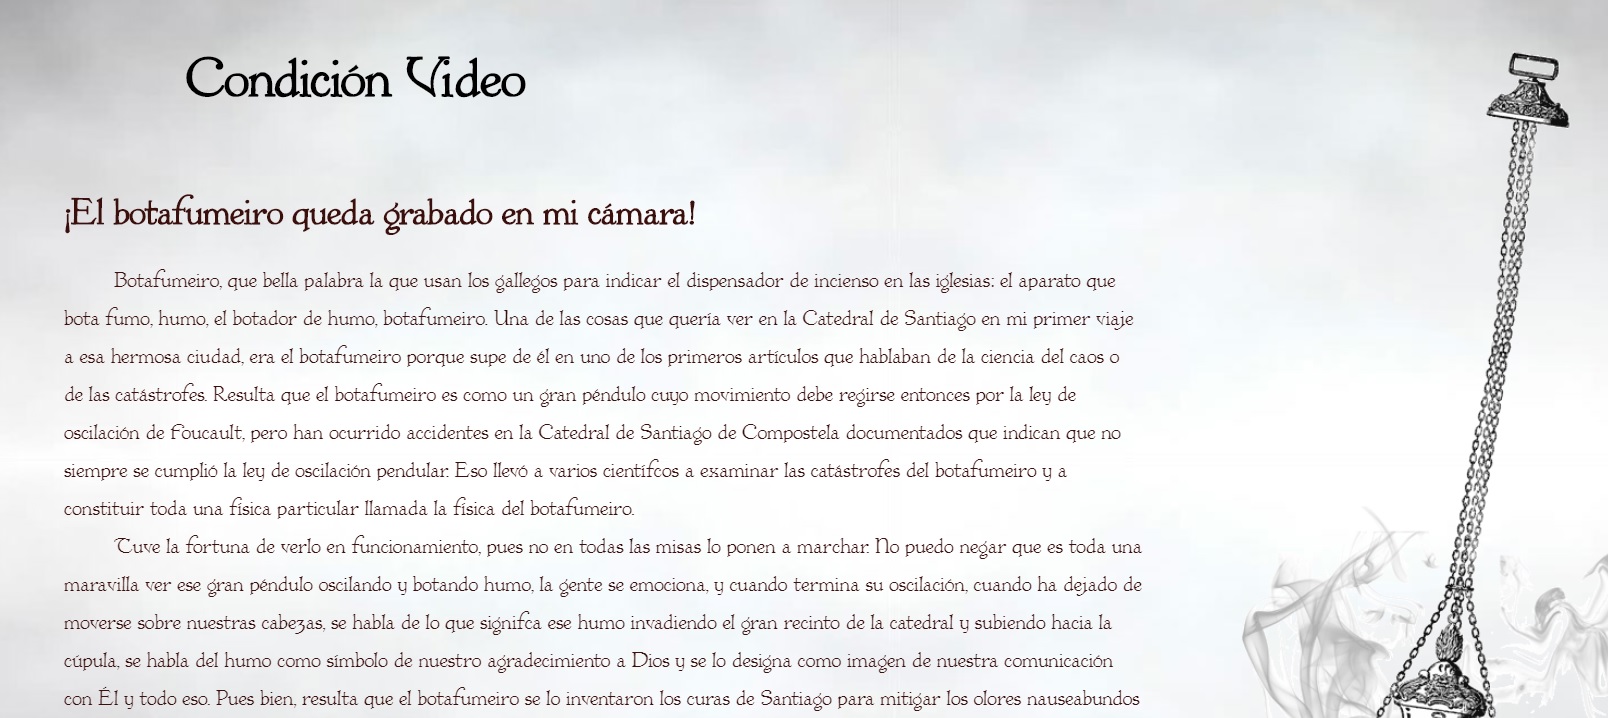 Condición Video
¡El botafumeiro queda grabado en mi cámara!
Botafumeiro, que bella palabra la que usan los gallegos para indicar el dispensador de incienso en las iglesias: el aparato que
bota fumo, humo, el botador de humo, botafumeiro. Una de las cosas que quería ver en la Catedral de Santiago en mi primer viaje
a esa hermosa ciudad, era el botafumeiro porque supe de él en uno de los primeros artículos que hablaban de la ciencia del caos o
de las catástrofes. Resulta que el botafumeiro es como un gran péndulo cuyo movimiento debe regirse entonces por la ley de
oscilación de Foucault, pero han ocurrido accidentes en la Catedral de Santiago de Compostela documentados que indican que no
siempre se cumplió la ley de oscilación pendular. Eso llevó a varios científcos a examinar las catástrofes del botafumeiro y a
constituir toda una física particular llamada la física del botafumeiro.
Tuve la fortuna de verlo en funcionamiento, pues no en todas las misas lo ponen a marchar. No puedo negar que es toda una
maravilla ver ese gran péndulo oscilando y botando humo, la gente se emociona, y cuando termina su oscilación, cuando ha dejado de
moverse sobre nuestras cabezas, se habla de lo que signifca ese humo invadiendo el gran recinto de la catedral y subiendo hacia la
cúpula, se habla del humo como símbolo de nuestro agradecimiento a Dios y se lo designa como imagen de nuestra comunicación
con Él y todo eso. Pues bien, resulta que el botafumeiro se lo inventaron los curas de Santiago para mitigar los olores nauseabundos